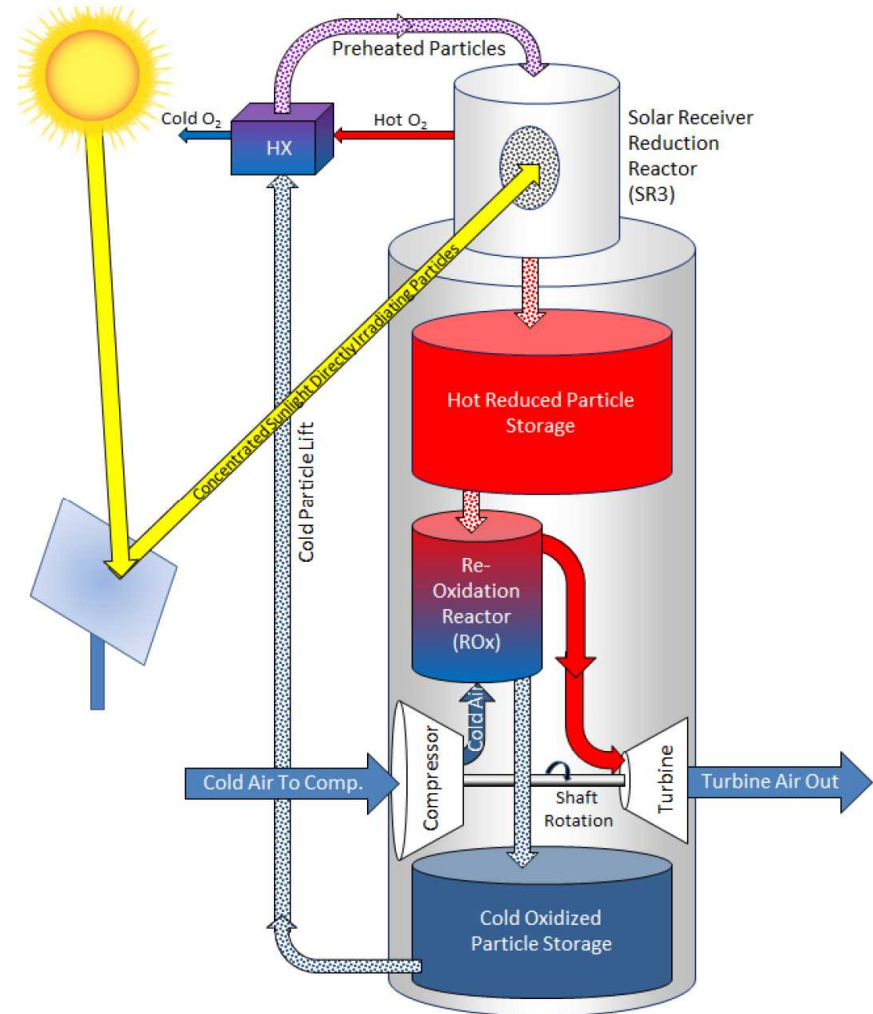 Preheated Particles
Cold O₂
Hot O₂
HX
Solar Receiver
Reduction
Reactor
(SR3)
Concentrated Sunlight Directly Irradiating Particles
Cold Particle Lift
Hot Reduced Particle
Storage
Re-
Oxidation
Reactor
(ROx)
Cold Air
Cold Air To Comp.
Compressor
Shaft
Rotation
Turbine
Turbine Air Out
Cold Oxidized
Particle Storage